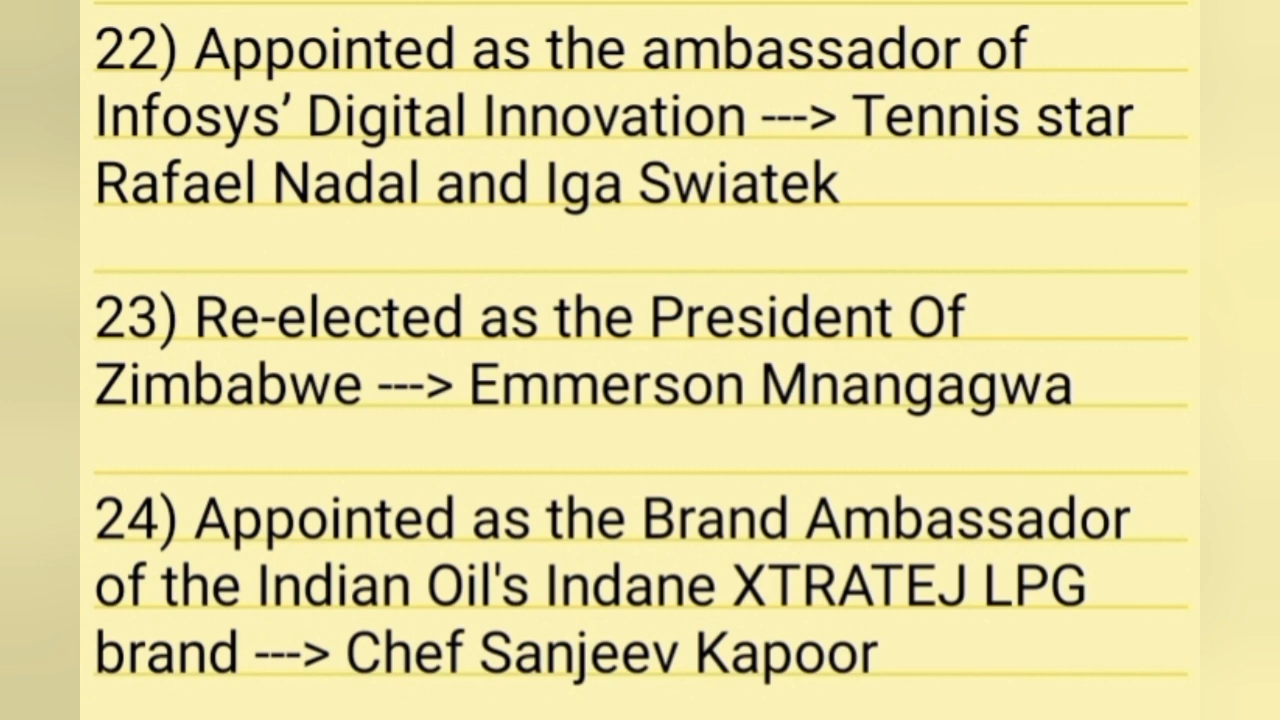 22) Appointed as the ambassador of
Infosys’ Digital Innovation ---> Tennis star
Rafael Nadal and Iga Swiatek
23) Re-elected as the President Of
Zimbabwe ---> Emmerson Mnangagwa
24) Appointed as the Brand Ambassador
of the Indian Oil's Indane XTRATEJ LPG
brand ---> Chef Sanjeev Kapoor